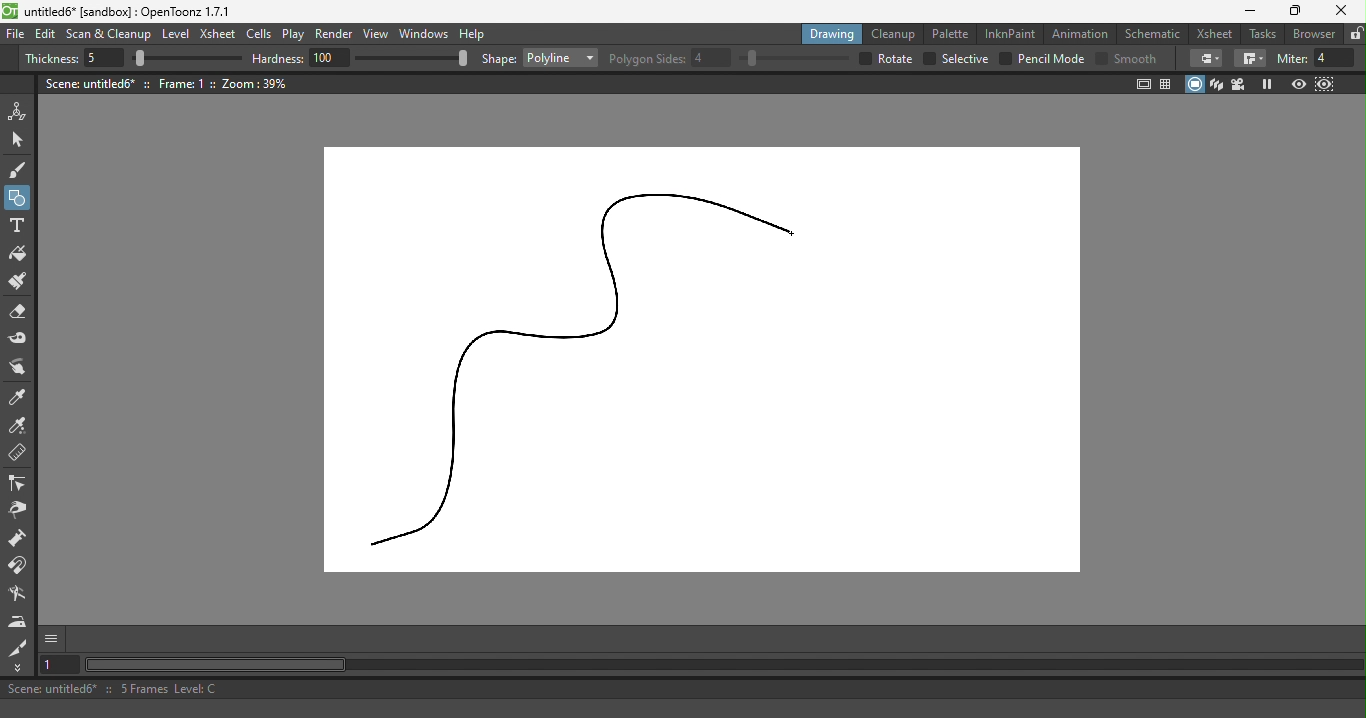 OT untitled6* [sandbox] : OpenToonz 1.7.1
File Edit Scan & Cleanup Level Xsheet Cells Play Render View Windows Help Drawing Cleanup Palette InknPaint Animation Schematic Xsheet Tasks Browser
Thickness: 5 Hardness: 100 Shape: Polyline Polygon Sides: 4 Rotate Selective Pencil Mode Smooth Miter: 4
Scene: untitled6* :: Frame: 1 :: Zoom : 39%
T
1
Scene: untitled6* :: 5 Frames Level: C